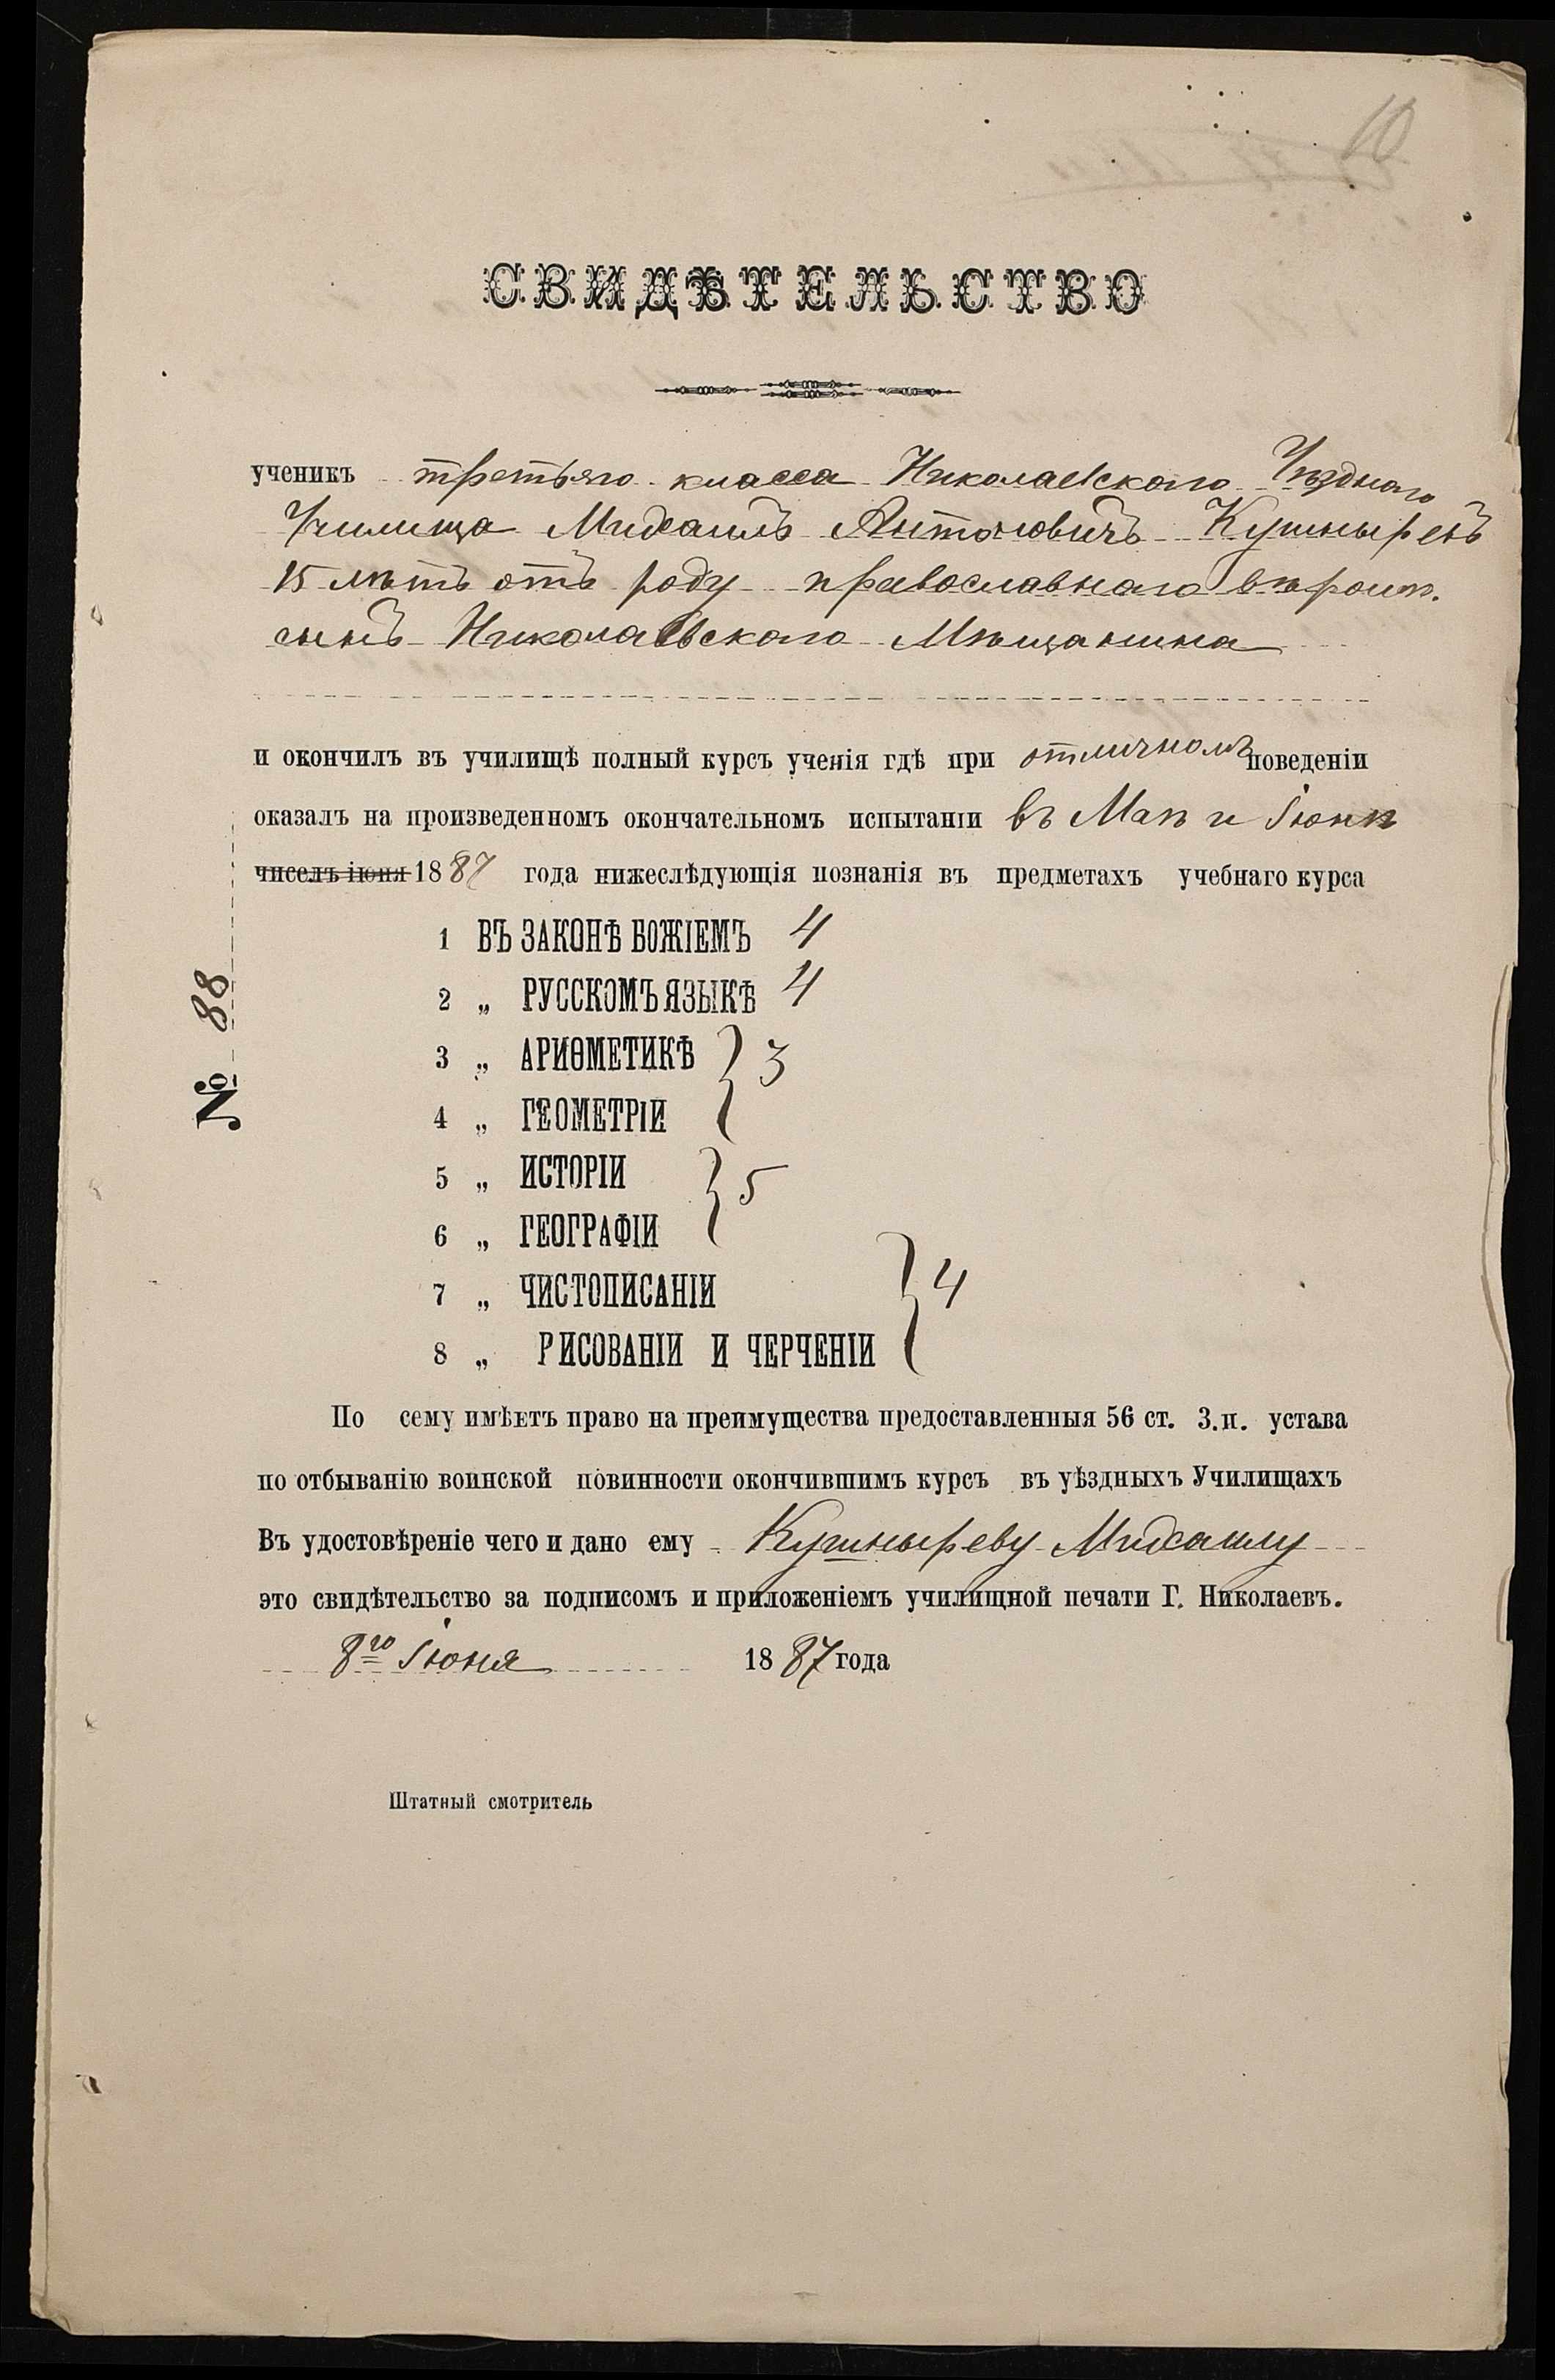 10
СВИДѢТЕЛЬСТВО
ученикъ третьяго класса Николаевскаго Уѣзднаго
Училища Михаилъ Антоновичъ Кушныревъ
15 лѣтъ отъ роду православнаго вѣроисп.
сынъ Николаевскаго Мѣщанина
и окончилъ въ училищѣ полный курсъ ученія гдѣ при отличномъ поведеніи
оказалъ на произведенномъ окончательномъ испытаніи въ Маѣ и Іюнѣ
чиселъ іюня 1887 года нижеслѣдующія познанія въ предметахъ учебнаго курса
№ 88
1 ВЪ ЗАКОНѢ БОЖІЕМЪ 4
2 „ РУССКОМЪ ЯЗЫКѢ 4
3 „ АРИѲМЕТИКѢ } 3
4 „ ГЕОМЕТРІИ
5 „ ИСТОРІИ } 5
6 „ ГЕОГРАФІИ
7 „ ЧИСТОПИСАНІИ } 4
8 „ РИСОВАНІИ И ЧЕРЧЕНІИ
По сему имѣетъ право на преимущества предоставленныя 56 ст. 3.п. устава
по отбыванію воинской повинности окончившимъ курсъ въ уѣздныхъ Училищахъ
Въ удостовѣреніе чего и дано ему Кушныреву Михаилу
это свидѣтельство за подписомъ и приложеніемъ училищной печати Г. Николаевъ.
8го Іюня 1887 года
Штатный смотритель